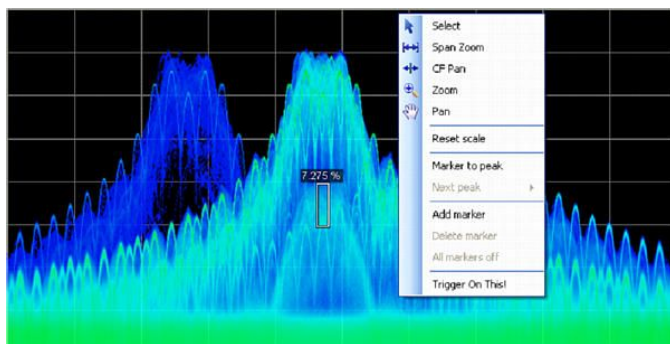 Select
Span Zoom
CF Pan
Zoom
Pan
Reset scale
Marker to peak
Next peak
Add marker
Delete marker
All markers off
Trigger On This!
7.275 %